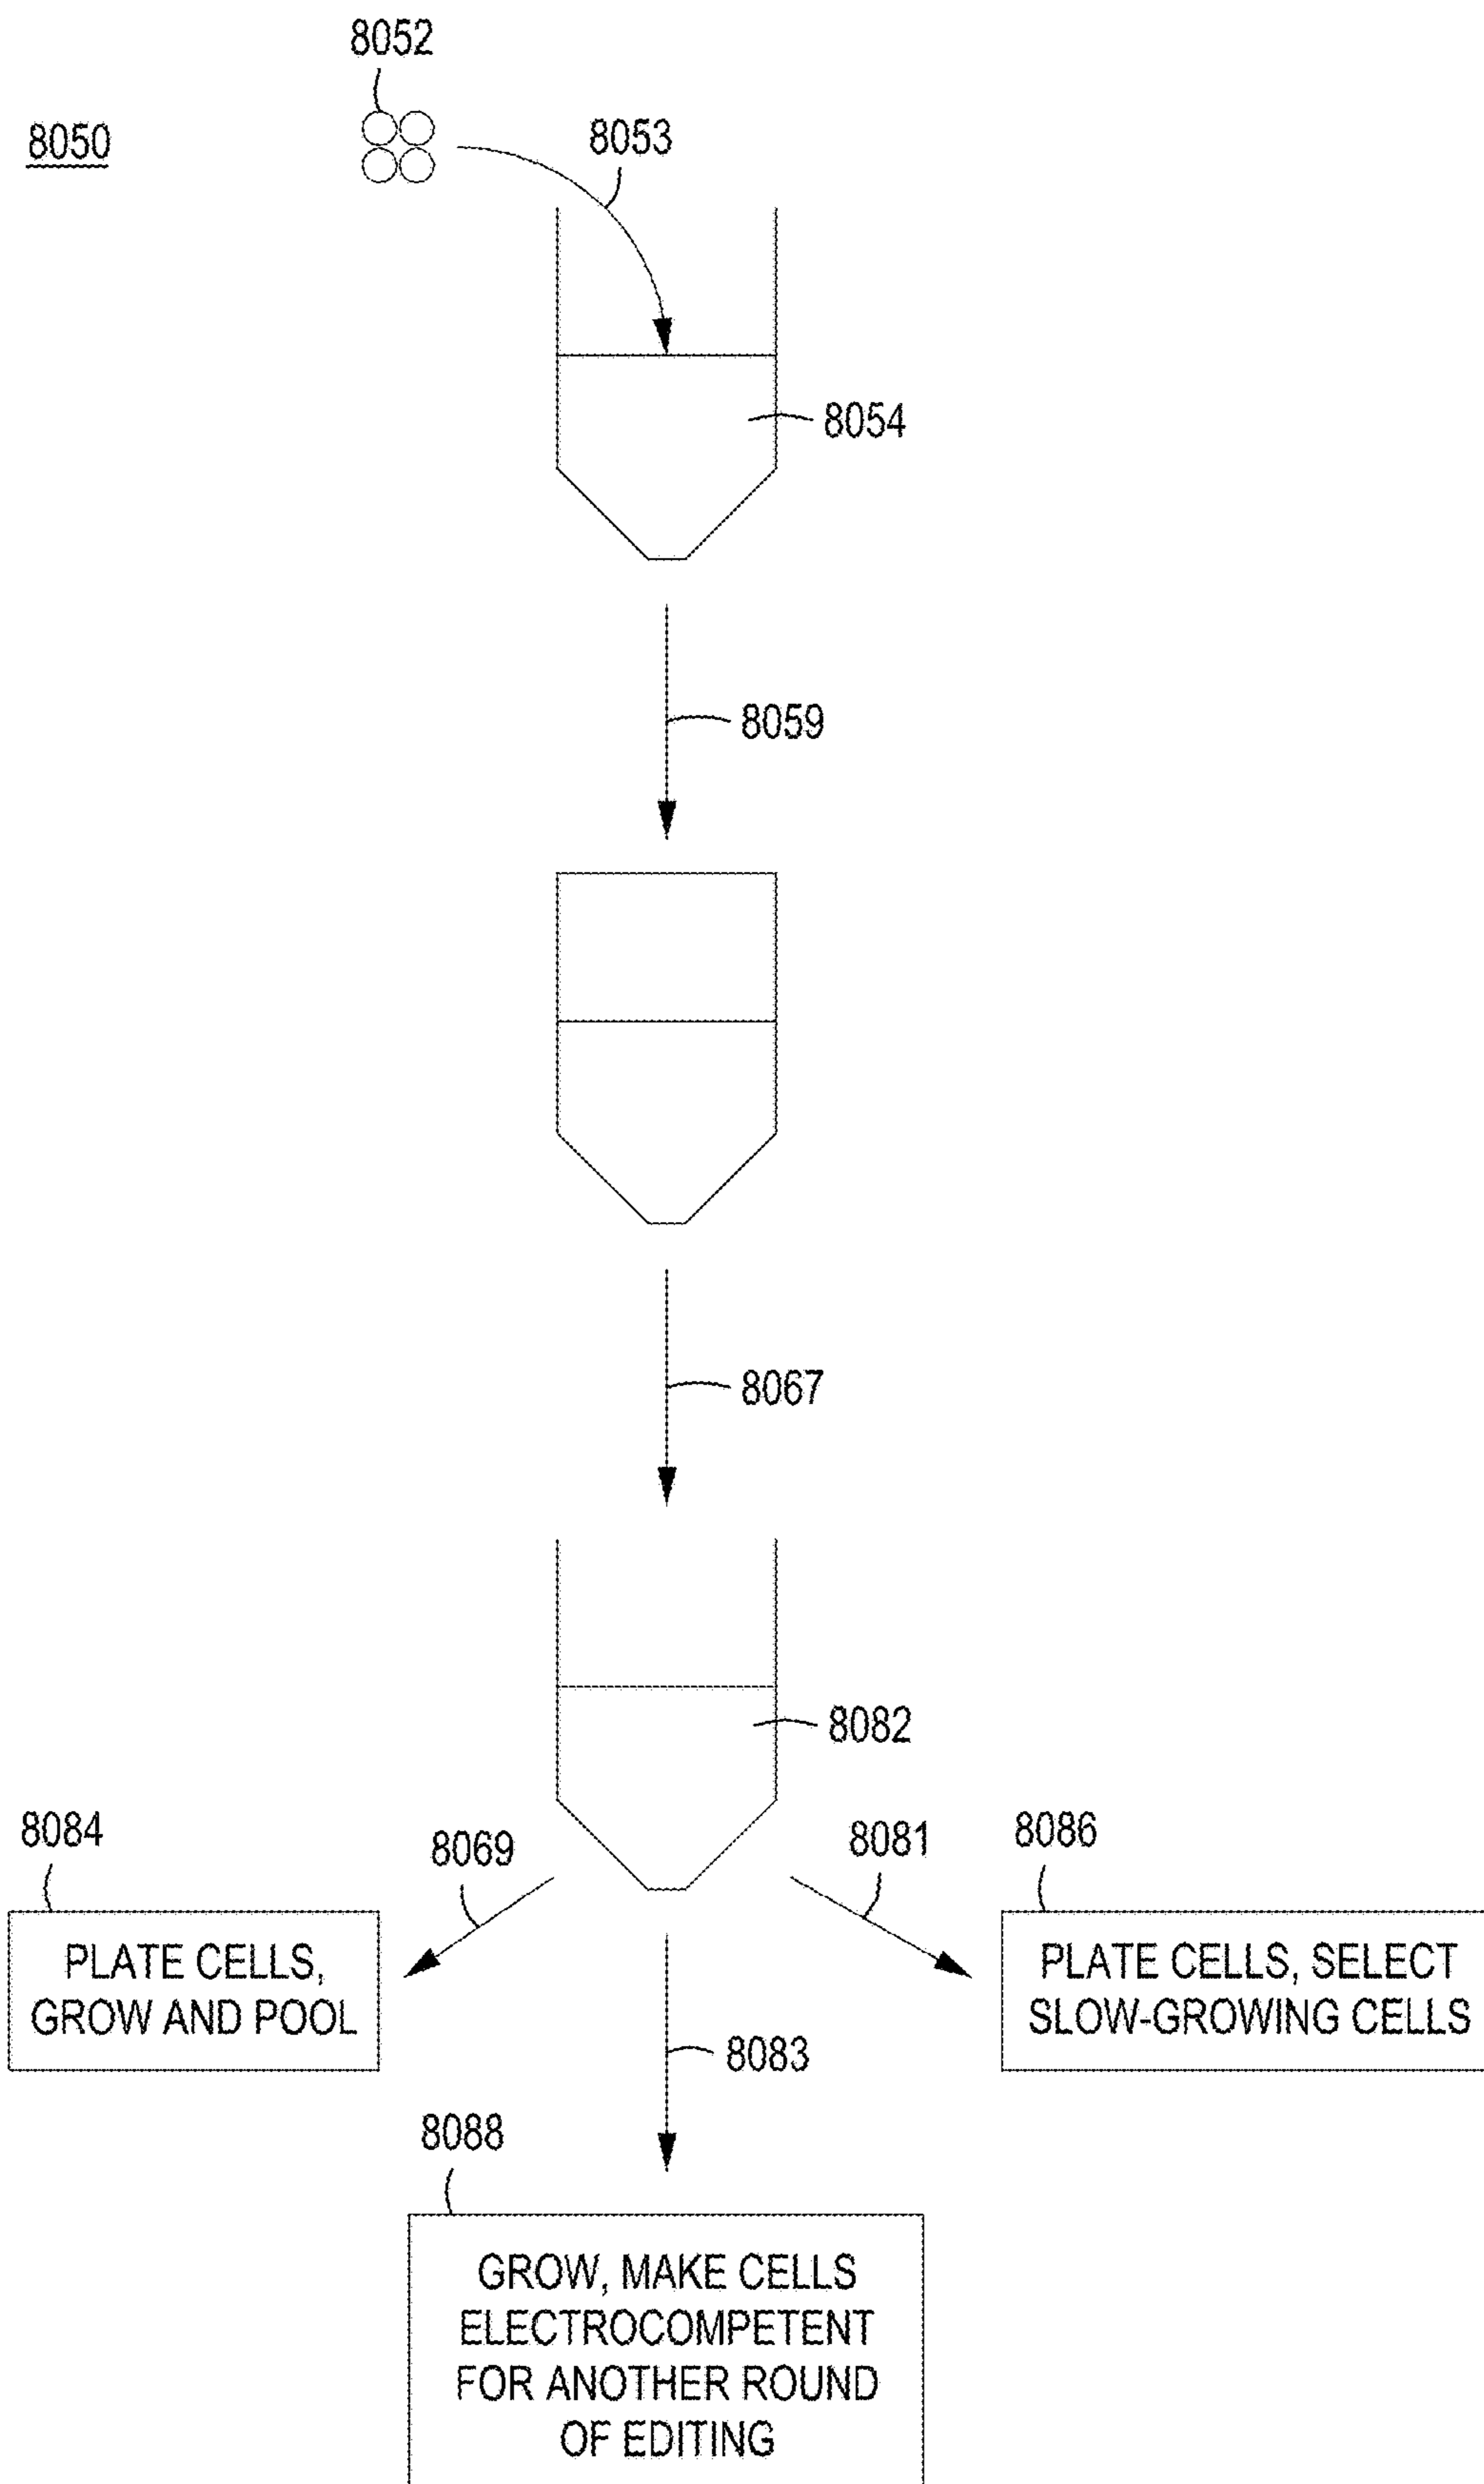 8052
8050
8053
8054
8059
8067
8082
8084
8069
8081
8086
PLATE CELLS,
GROW AND POOL
PLATE CELLS, SELECT
SLOW-GROWING CELLS
8083
8088
GROW, MAKE CELLS
ELECTROCOMPETENT
FOR ANOTHER ROUND
OF EDITING